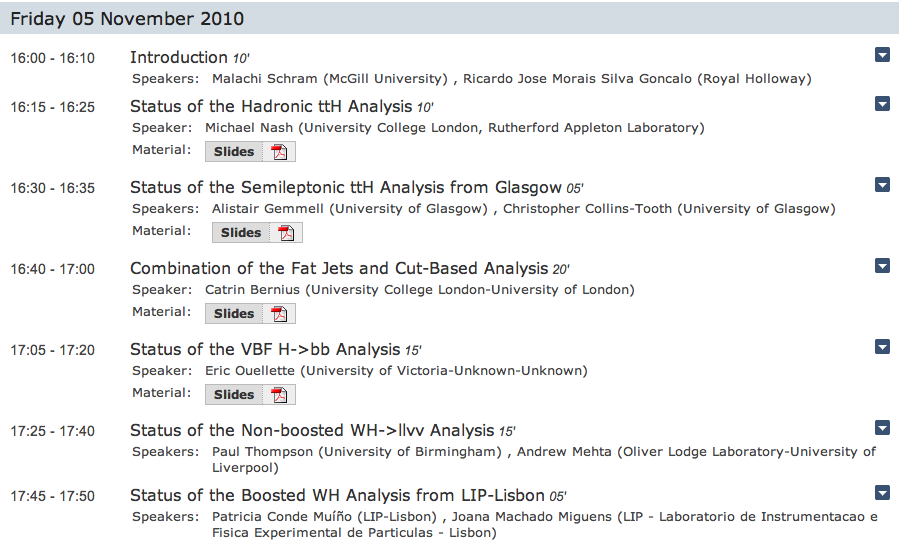 Friday 05 November 2010
16:00 - 16:10 Introduction 10'
Speakers: Malachi Schram (McGill University) , Ricardo Jose Morais Silva Goncalo (Royal Holloway)
16:15 - 16:25 Status of the Hadronic ttH Analysis 10'
Speaker: Michael Nash (University College London, Rutherford Appleton Laboratory)
Material: Slides
16:30 - 16:35 Status of the Semileptonic ttH Analysis from Glasgow 05'
Speakers: Alistair Gemmell (University of Glasgow) , Christopher Collins-Tooth (University of Glasgow)
Material: Slides
16:40 - 17:00 Combination of the Fat Jets and Cut-Based Analysis 20'
Speaker: Catrin Bernius (University College London-University of London)
Material: Slides
17:05 - 17:20 Status of the VBF H->bb Analysis 15'
Speaker: Eric Ouellette (University of Victoria-Unknown-Unknown)
Material: Slides
17:25 - 17:40 Status of the Non-boosted WH->llvv Analysis 15'
Speakers: Paul Thompson (University of Birmingham) , Andrew Mehta (Oliver Lodge Laboratory-University of
Liverpool)
17:45 - 17:50 Status of the Boosted WH Analysis from LIP-Lisbon 05'
Speakers: Patricia Conde Muíño (LIP-Lisbon) , Joana Machado Miguens (LIP - Laboratorio de Instrumentacao e
Fisica Experimental de Particulas - Lisbon)